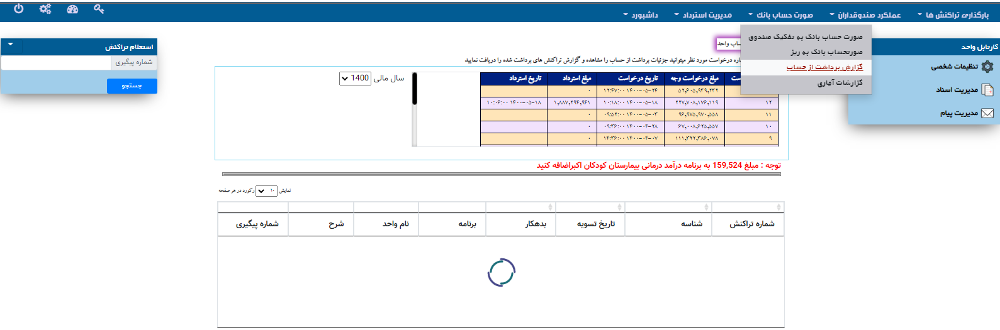 بارگذاری تراکنش ها
عملکرد صندوقداران
صورت حساب بانک
مدیریت استرداد
داشبورد
صورت حساب بانک به تفکیک صندوق
صورتحساب بانک به ریز
گزارش برداشت از حساب
گزارشات آماری
کارتابل واحد
تنظیمات شخصی
مدیریت اسناد
مدیریت پیام
استعلام تراکنش
شماره پیگیری
جستجو
ساب واحد
اره درخواست مورد نظر میتوانید جزئیات برداشت از حساب را مشاهده و گزارش تراکنش های برداشت شده را دریافت نمایید
سال مالی 1400
ست مبلغ درخواست وجه تاریخ درخواست مبلغ استرداد تاریخ استرداد
۵۲,۶۰۵,۹۳۹,۲۳۲ ۱۴۰۰-۰۵-۲۴ ۱۲:۴۷:۰۰ ۰
۱۲ ۲۲۷,۷۰۸,۱۷۶,۱۱۹ ۱۴۰۰-۰۵-۱۸ ۱۰:۱۸:۰۰ ۱,۸۸۷,۲۹۴,۹۴۱ ۱۴۰۰-۰۵-۱۸ ۱۰:۰۶:۰۰
۱۱ ۹۶,۹۷۵,۹۷۰,۵۵۸ ۱۴۰۰-۰۵-۰۳ ۰۹:۵۲:۰۰ ۰
۱۰ ۶۷,۰۰۸,۶۲۵,۵۵۷ ۱۴۰۰-۰۴-۲۸ ۰۹:۳۶:۰۰ ۰
۹ ۱۱۱,۳۲۲,۳۸۶,۰۷۸ ۱۴۰۰-۰۴-۰۷ ۱۴:۳۶:۰۰ ۰
توجه : مبلغ 159,524 به برنامه درآمد درمانی بیمارستان کودکان اکبراضافه کنید
نمایش ۱۰ رکورد در هر صفحه
شماره تراکنش شناسه تاریخ تسویه بدهکار برنامه نام واحد شرح شماره پیگیری